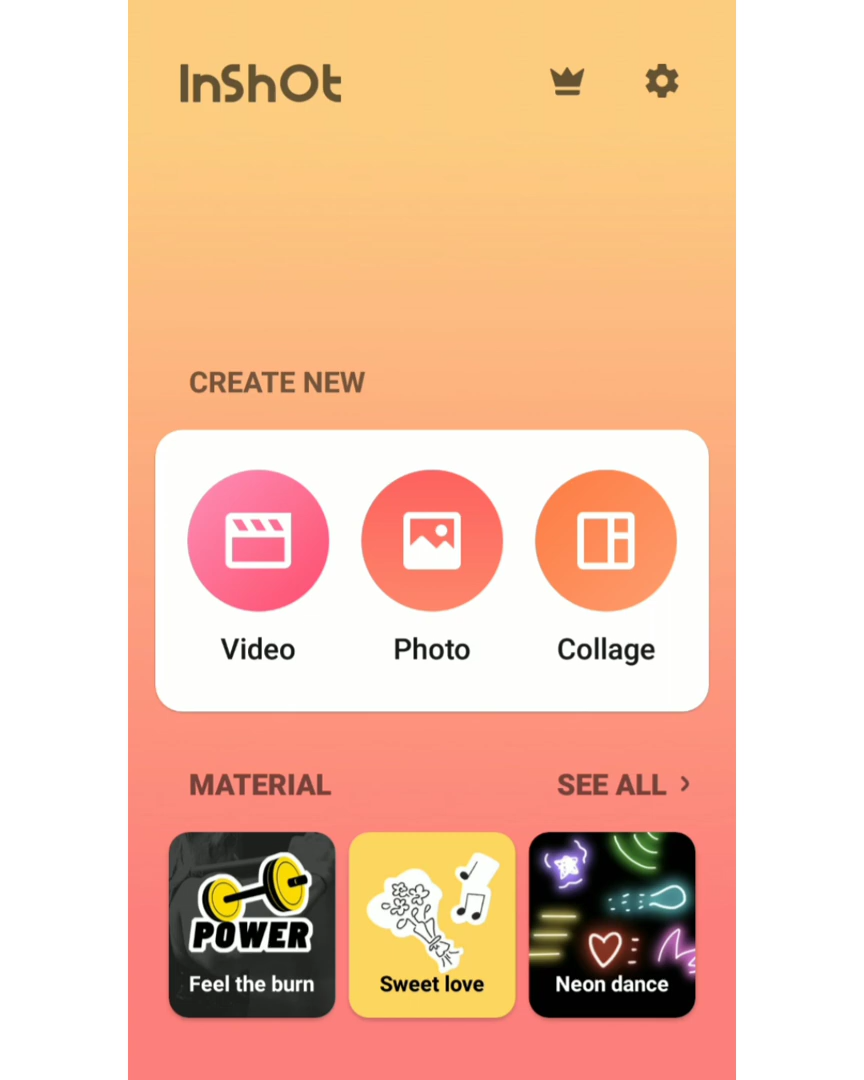 InShOt
CREATE NEW
Video Photo Collage
MATERIAL SEE ALL >
POWER
Feel the burn Sweet love Neon dance